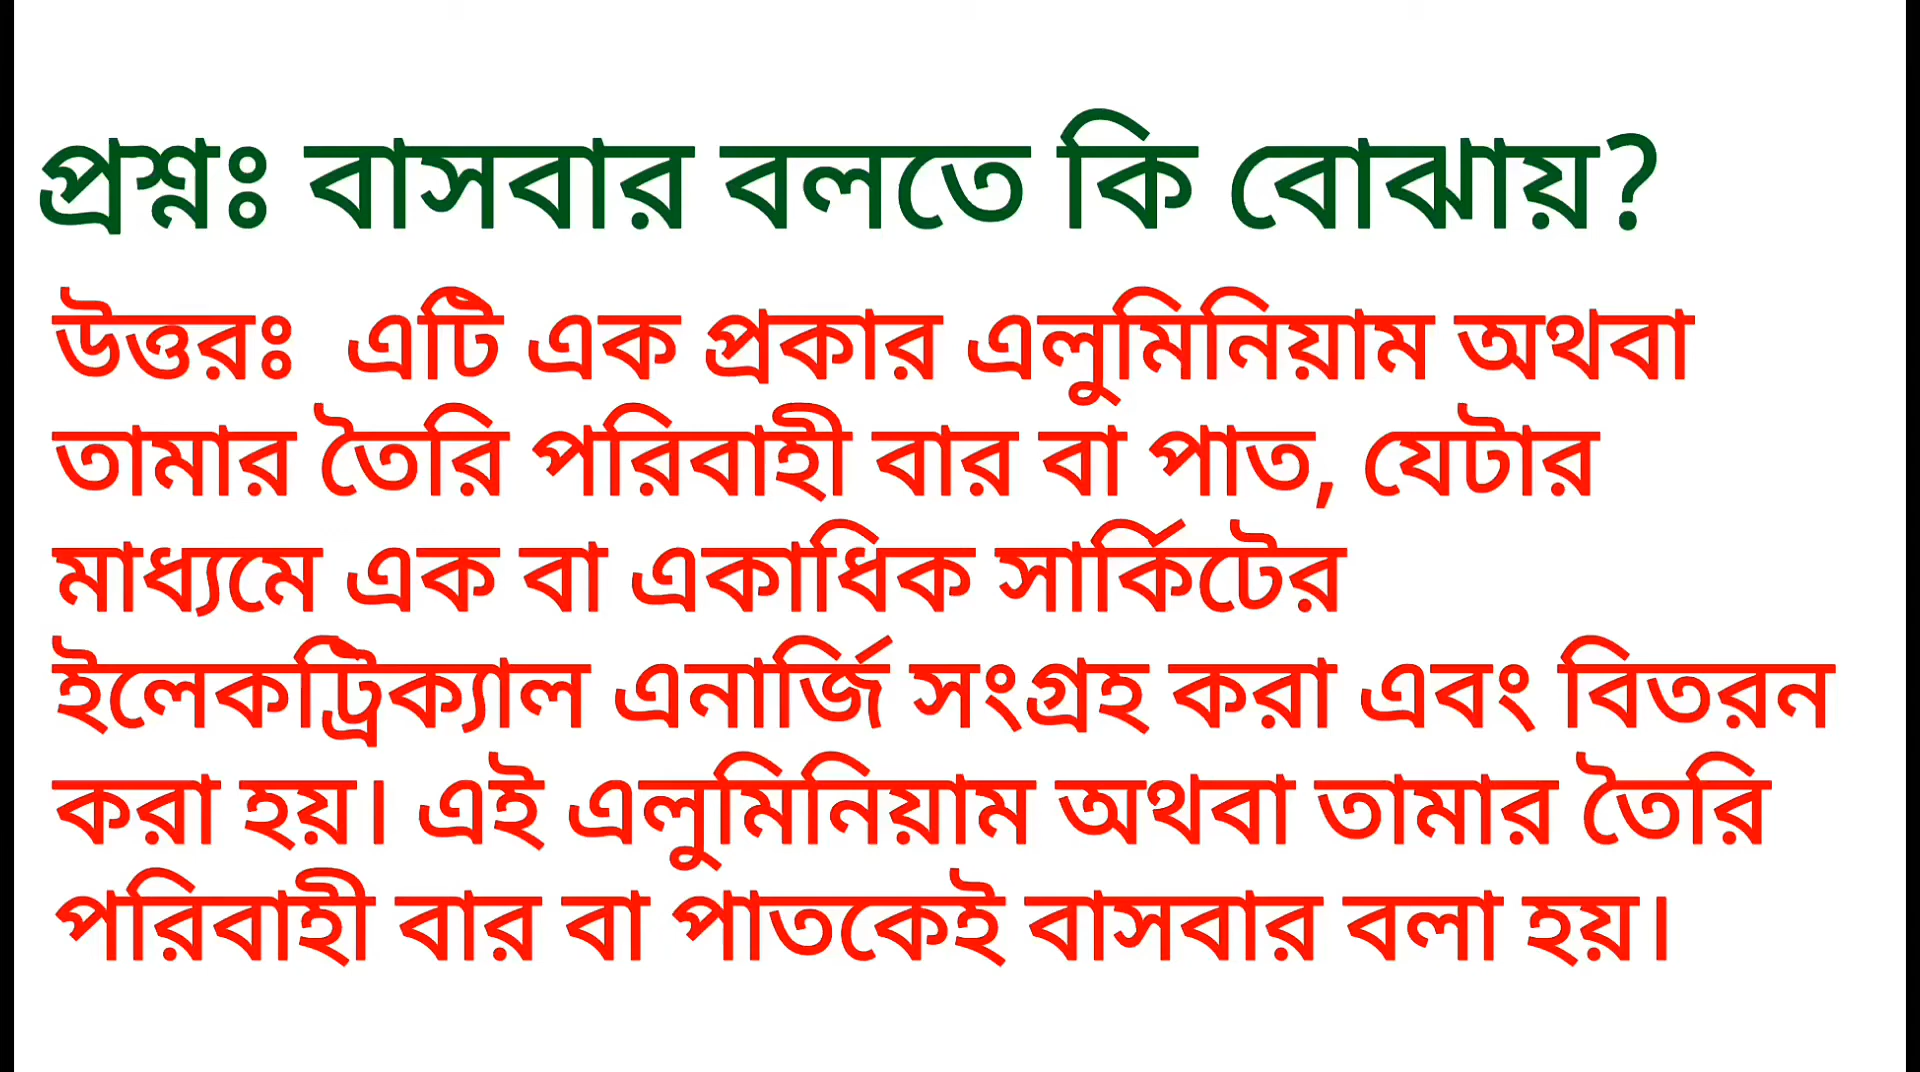 প্রশ্নঃ বাসবার বলতে কি বোঝায়?
উত্তরঃ এটি এক প্রকার এলুমিনিয়াম অথবা
তামার তৈরি পরিবাহী বার বা পাত, যেটার
মাধ্যমে এক বা একাধিক সার্কিটের
ইলেকট্রিক্যাল এনার্জি সংগ্রহ করা এবং বিতরন
করা হয়। এই এলুমিনিয়াম অথবা তামার তৈরি
পরিবাহী বার বা পাতকেই বাসবার বলা হয়।